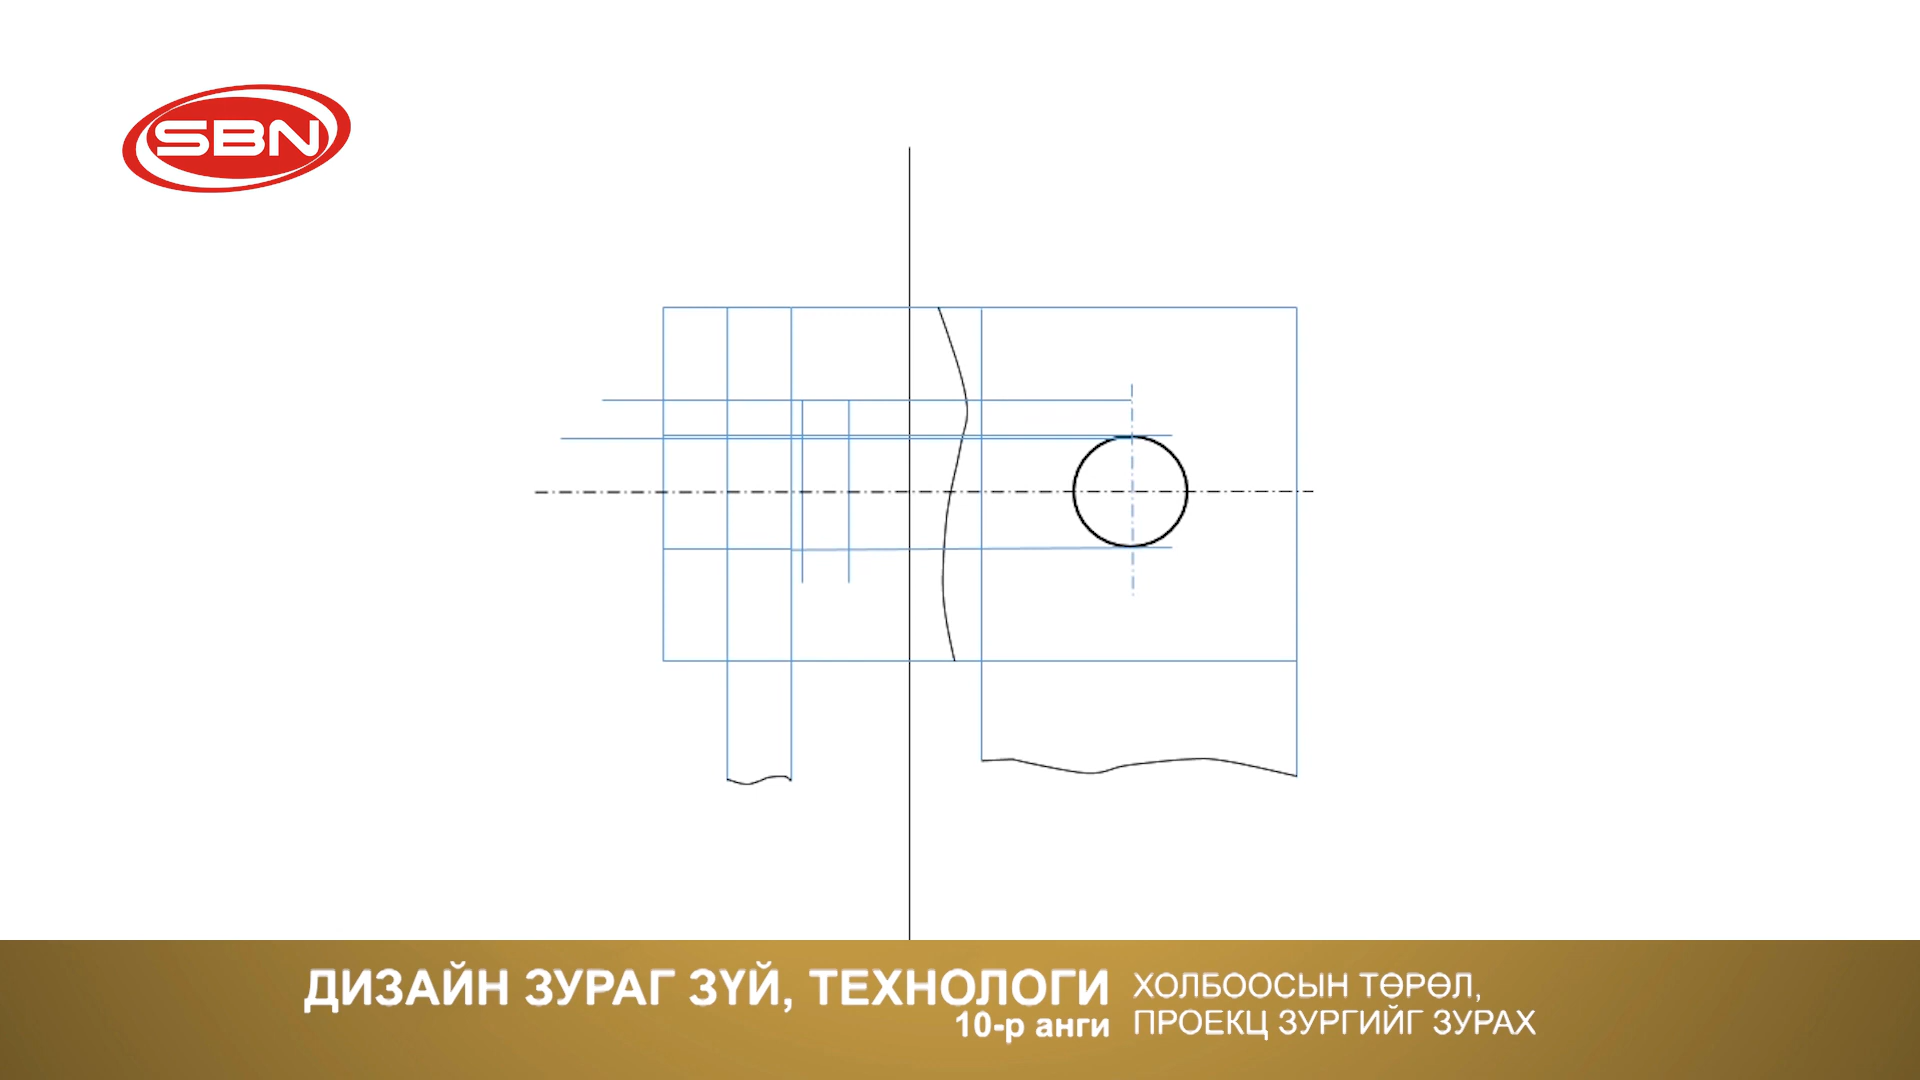 SBN
ДИЗАЙН ЗУРАГ ЗҮЙ, ТЕХНОЛОГИ
10-р анги
ХОЛБООСЫН ТӨРӨЛ,
ПРОЕКЦ ЗУРГИЙГ ЗУРАХ